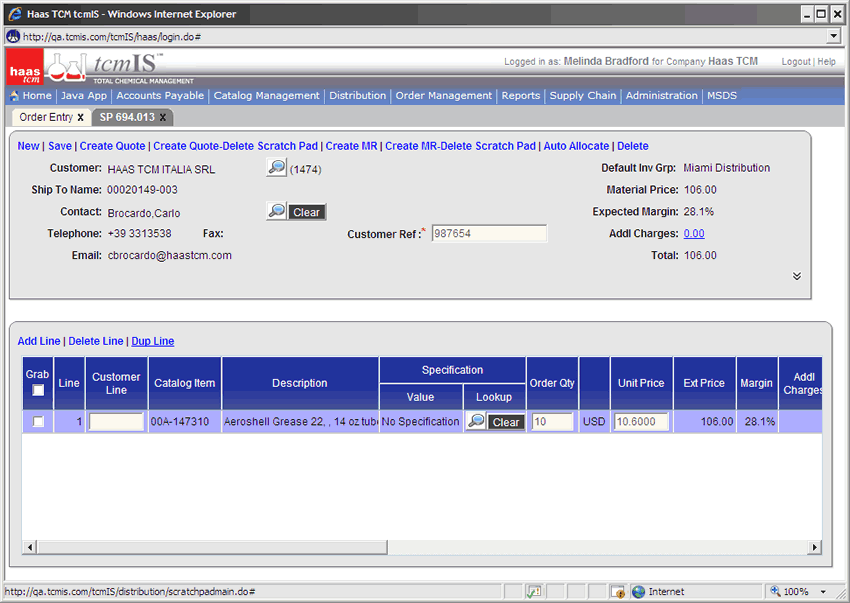 Haas TCM tcmIS - Windows Internet Explorer
http://qa.tcmis.com/tcmIS/haas/login.do#
haas tcm
tcmIS™
TOTAL CHEMICAL MANAGEMENT
Logged in as: Melinda Bradford for Company Haas TCM Logout | Help
Home | Java App | Accounts Payable | Catalog Management | Distribution | Order Management | Reports | Supply Chain | Administration | MSDS
Order Entry x SP 694.013 x
New | Save | Create Quote | Create Quote-Delete Scratch Pad | Create MR | Create MR-Delete Scratch Pad | Auto Allocate | Delete
Customer: HAAS TCM ITALIA SRL (1474) Default Inv Grp: Miami Distribution
Ship To Name: 00020149-003 Material Price: 106.00
Contact: Brocardo,Carlo Clear Expected Margin: 28.1%
Telephone: +39 3313538 Fax: Customer Ref :* 987654 Addl Charges: 0.00
Email: cbrocardo@haastcm.com Total: 106.00
Add Line | Delete Line | Dup Line
Grab Line Customer Line Catalog Item Description Specification Value Lookup Order Qty Unit Price Ext Price Margin Addl Charges
1 00A-147310 Aeroshell Grease 22, , 14 oz tube No Specification Clear 10 USD 10.6000 106.00 28.1%
http://qa.tcmis.com/tcmIS/distribution/scratchpadmain.do# Internet 100%